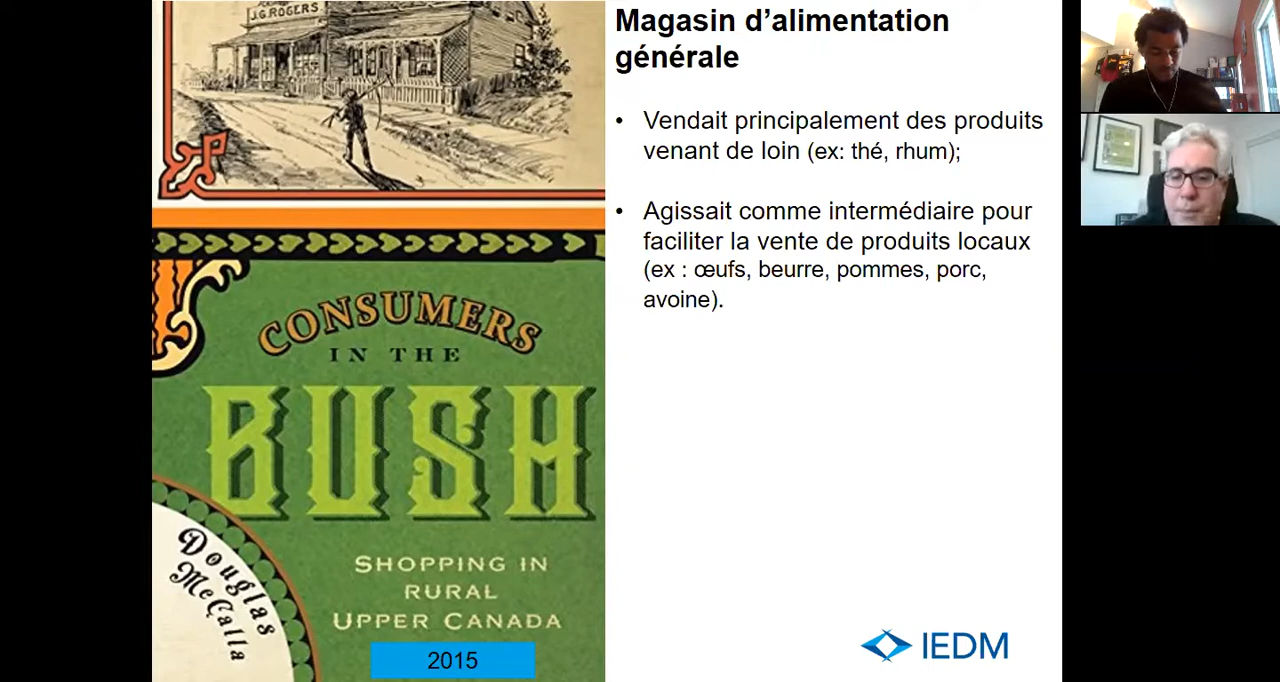 J.G. ROGERS
CONSUMERS
IN THE
BUSH
SHOPPING IN
RURAL
UPPER CANADA
Douglas
McCalla
2015
Magasin d’alimentation
générale
• Vendait principalement des produits
venant de loin (ex: thé, rhum);
• Agissait comme intermédiaire pour
faciliter la vente de produits locaux
(ex : œufs, beurre, pommes, porc,
avoine).
IEDM